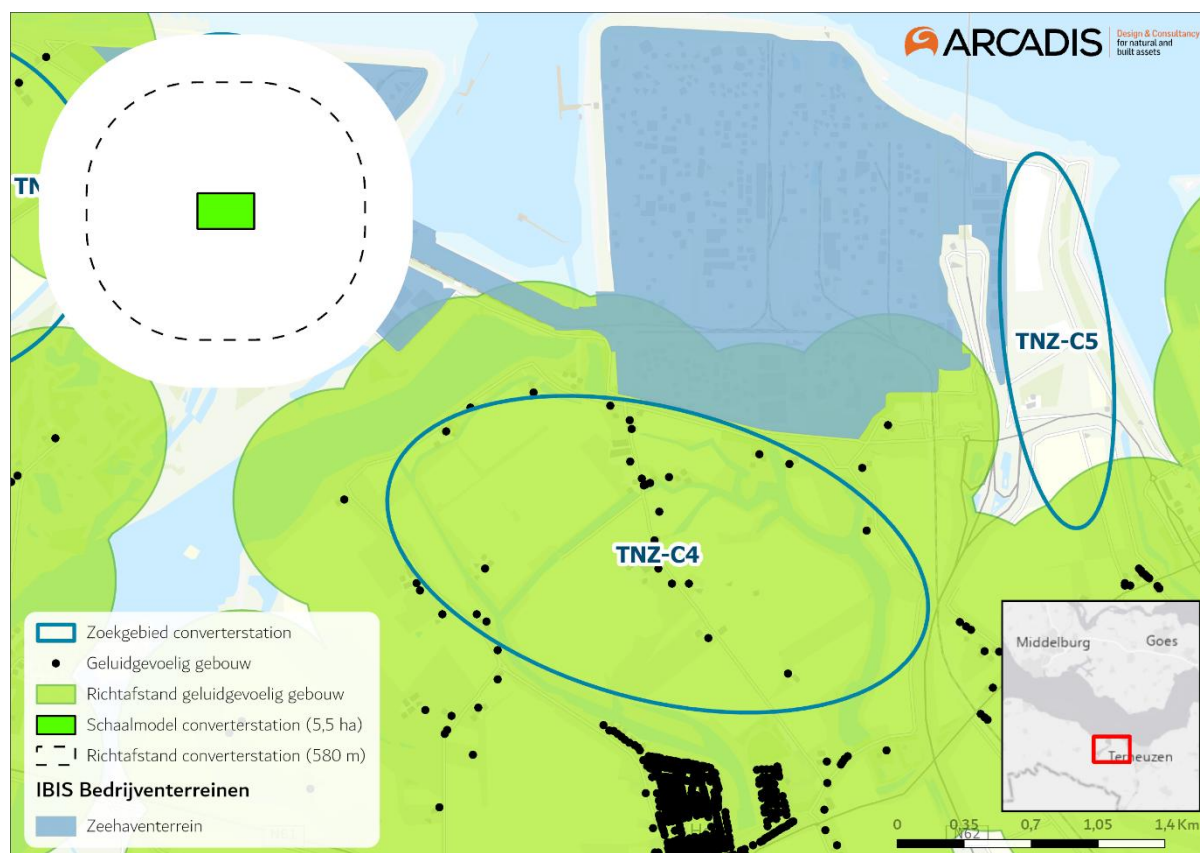 ARCADIS
Design & Consultancy
for natural and
built assets
TN
TNZ-C5
TNZ-C4
Zoekgebied converterstation
Geluidgevoelig gebouw
Richtafstand geluidgevoelig gebouw
Schaalmodel converterstation (5,5 ha)
Richtafstand converterstation (580 m)
IBIS Bedrijventerreinen
Zeehaventerrein
Middelburg
Goes
Terneuzen
0
0,35
0,7
1,05
1,4 Km
N62